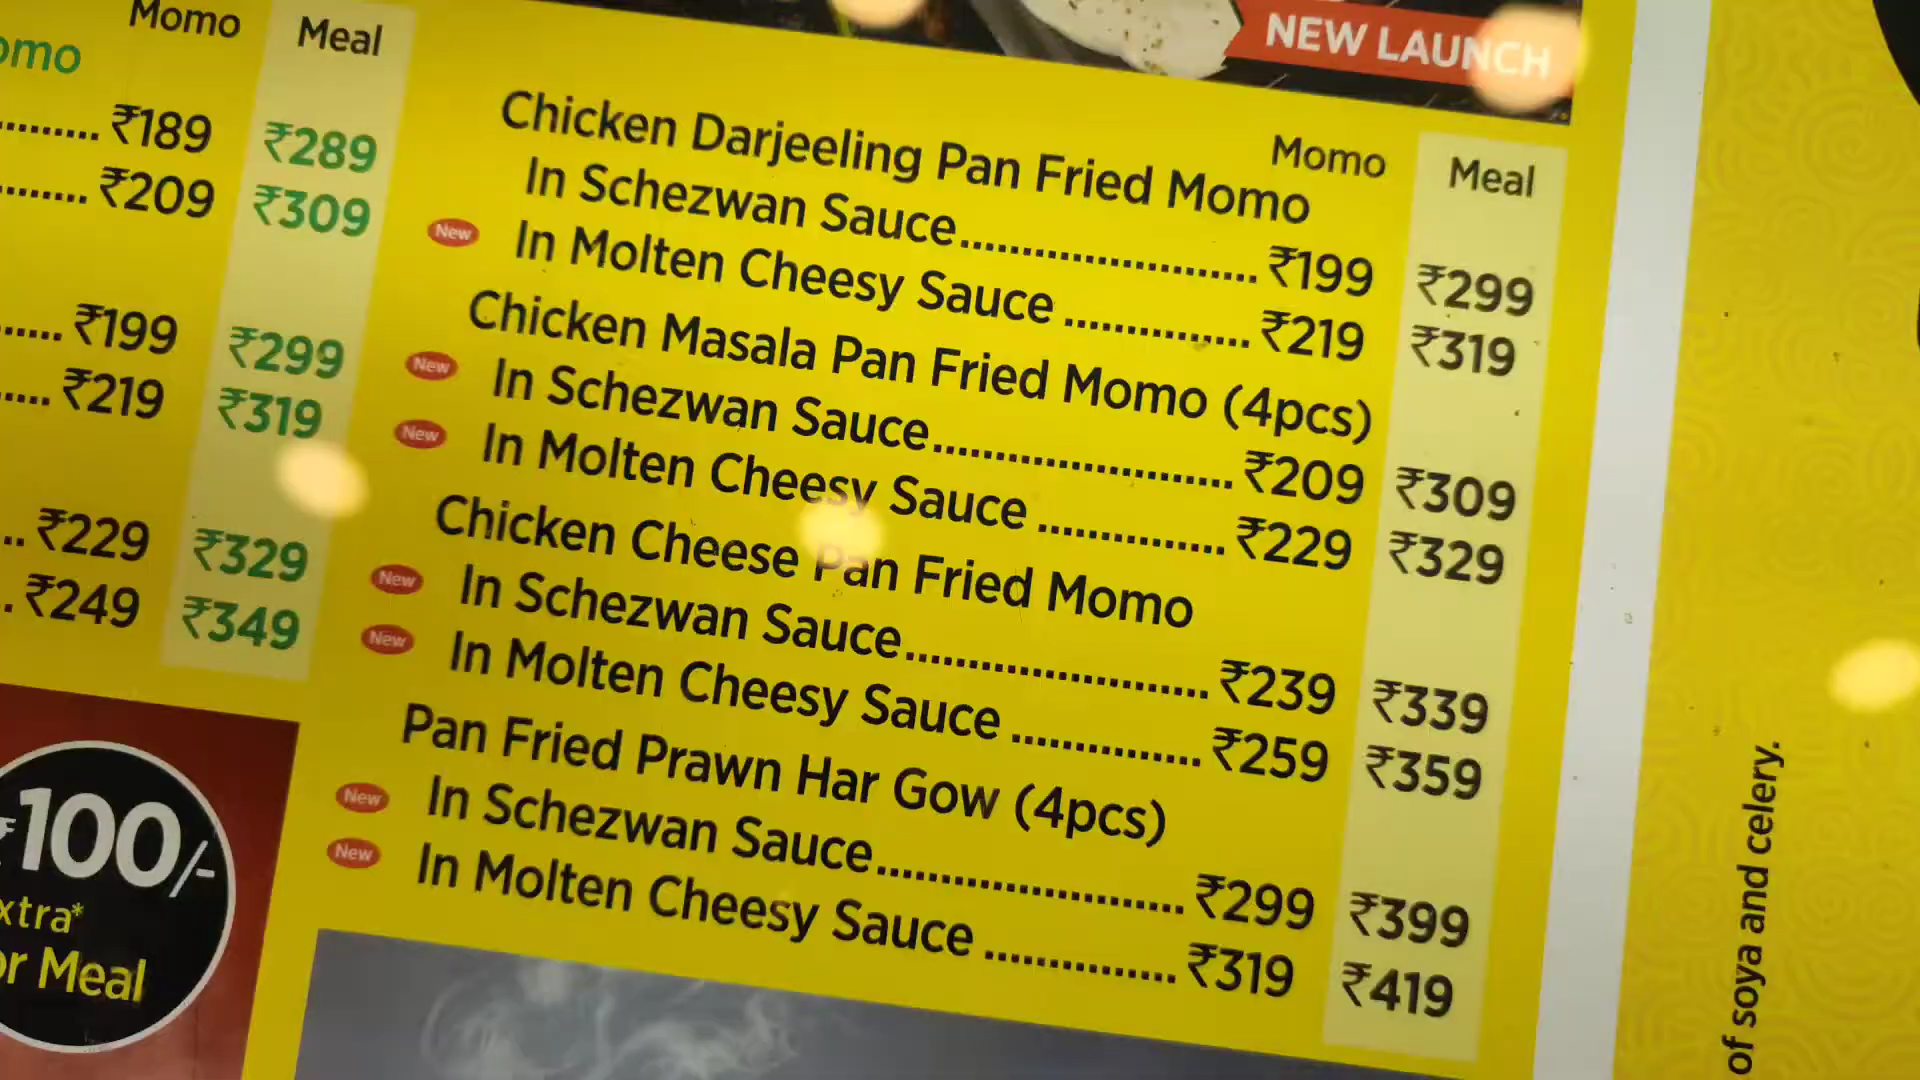 Momo Meal
₹189 ₹289
₹209 ₹309
₹199 ₹299
₹219 ₹319
₹229 ₹329
₹249 ₹349
₹100/-
or Meal
NEW LAUNCH
Momo Meal
Chicken Darjeeling Pan Fried Momo
In Schezwan Sauce ₹199 ₹299
New In Molten Cheesy Sauce ₹219 ₹319
Chicken Masala Pan Fried Momo (4pcs)
New In Schezwan Sauce ₹209 ₹309
New In Molten Cheesy Sauce ₹229 ₹329
Chicken Cheese Pan Fried Momo
New In Schezwan Sauce ₹239 ₹339
New In Molten Cheesy Sauce ₹259 ₹359
Pan Fried Prawn Har Gow (4pcs)
New In Schezwan Sauce ₹299 ₹399
New In Molten Cheesy Sauce ₹319 ₹419
of soya and celery.